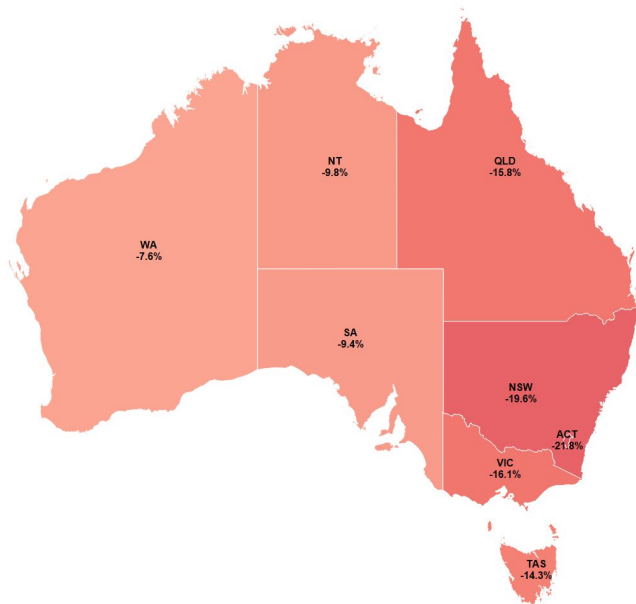 NT
-9.8%
QLD
-15.8%
WA
-7.6%
SA
-9.4%
NSW
-19.6%
ACT
-21.8%
VIC
-16.1%
TAS
-14.3%